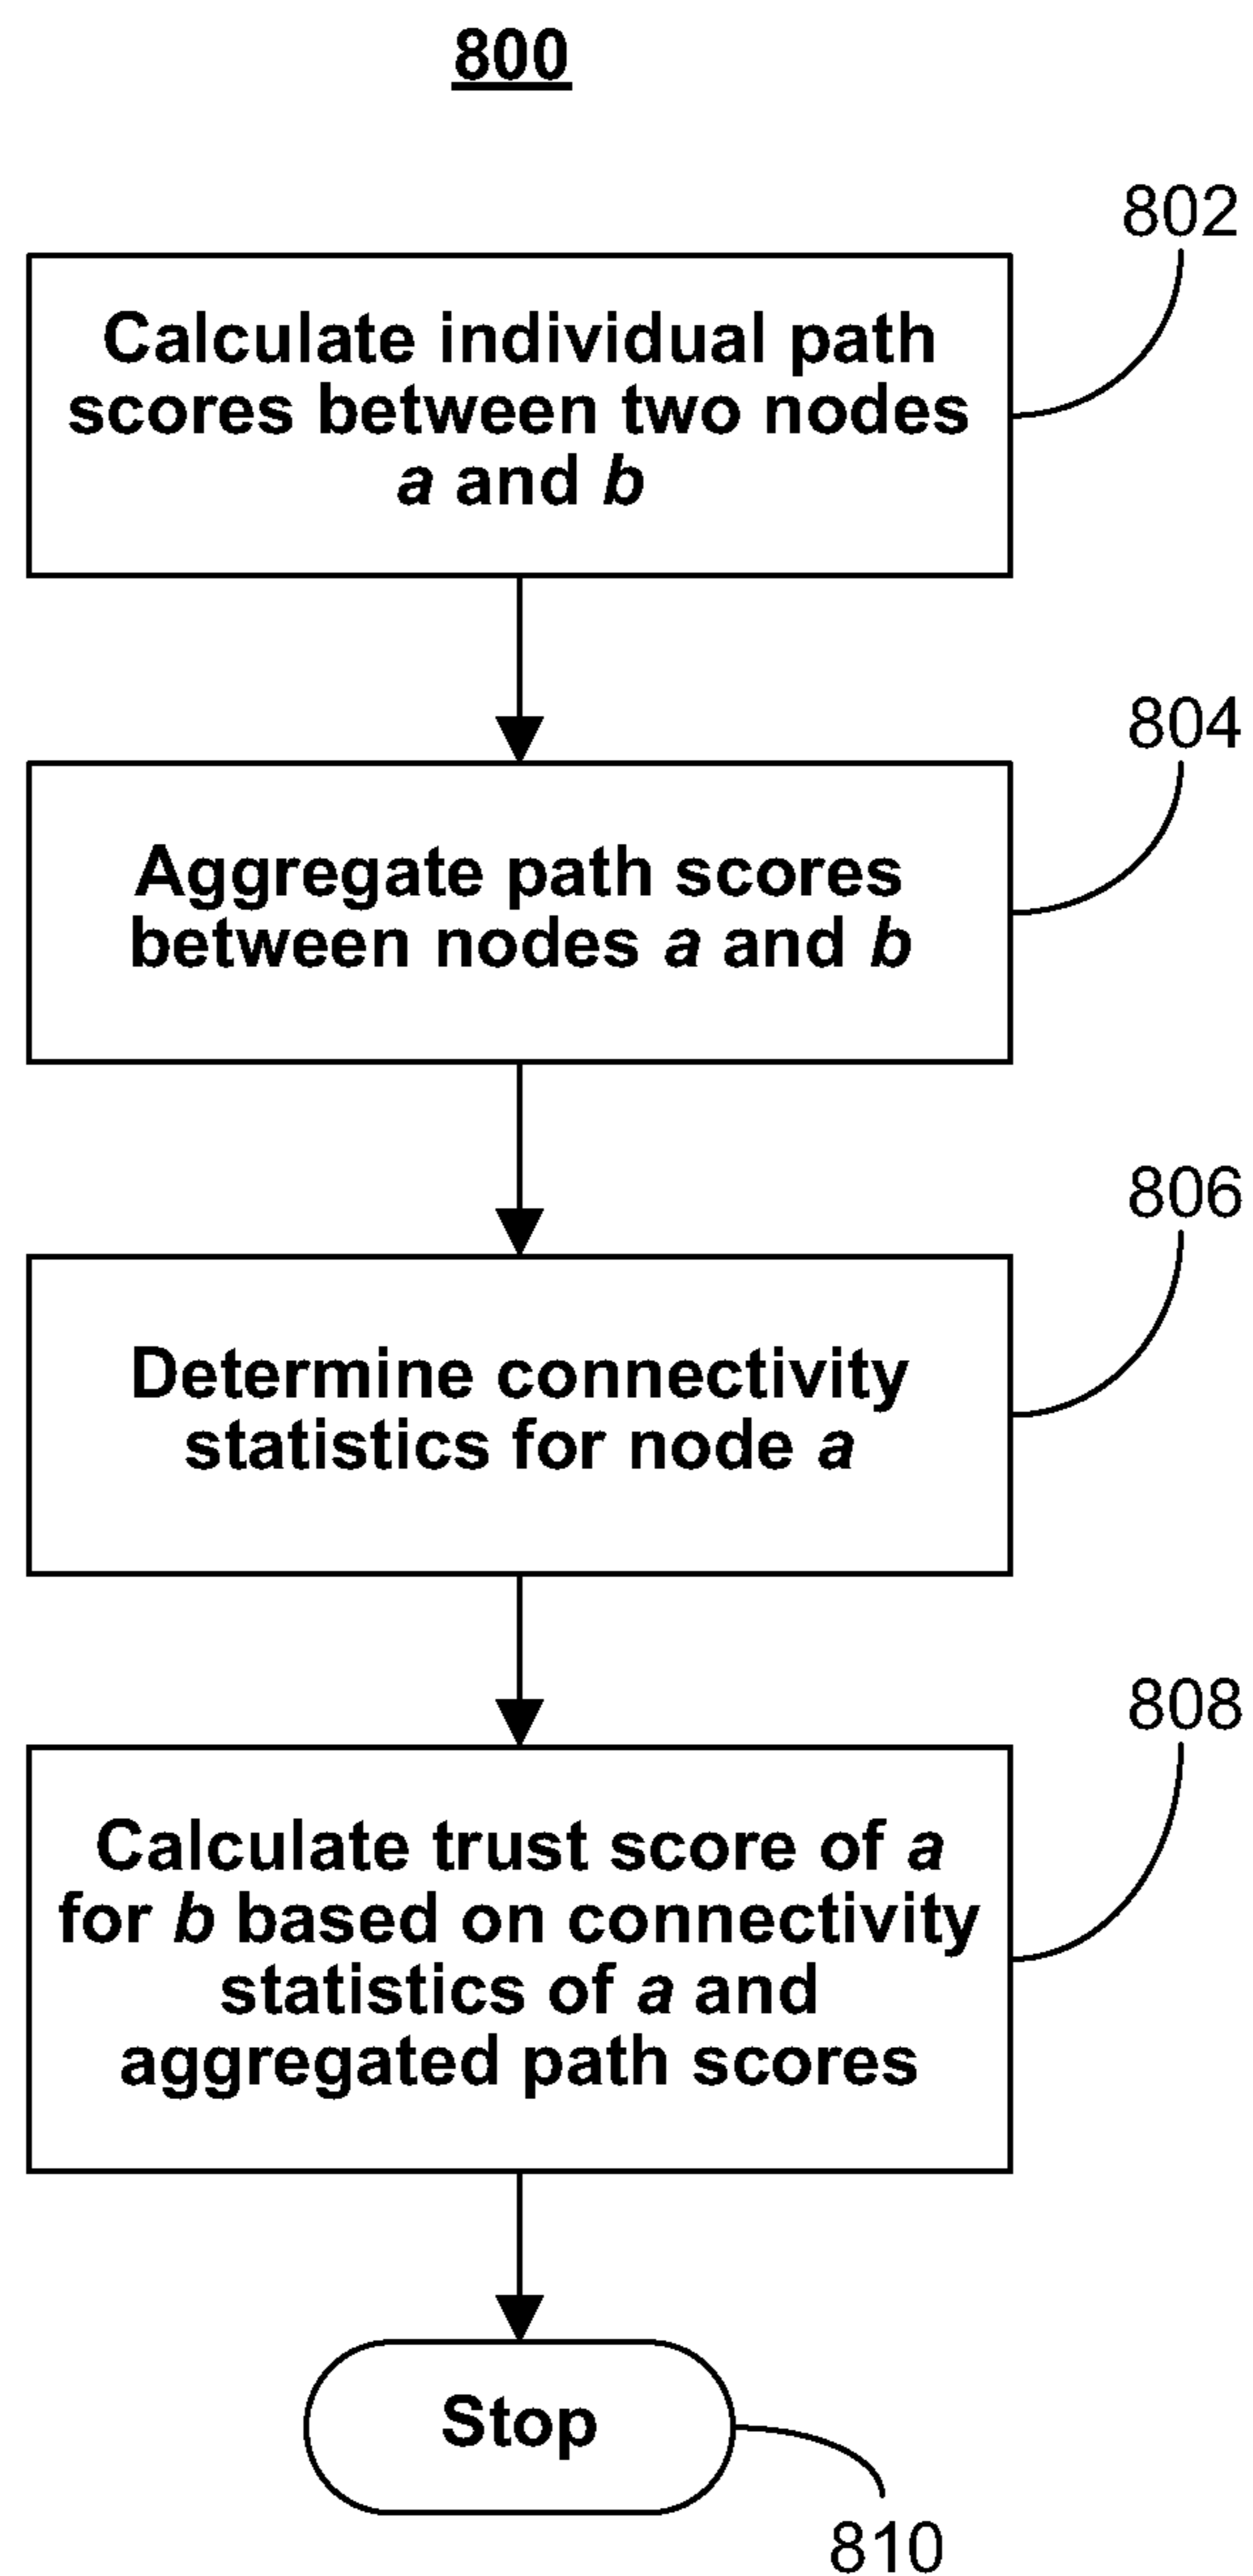 800
802
Calculate individual path
scores between two nodes
a and b
804
Aggregate path scores
between nodes a and b
806
Determine connectivity
statistics for node a
808
Calculate trust score of a
for b based on connectivity
statistics of a and
aggregated path scores
Stop
810